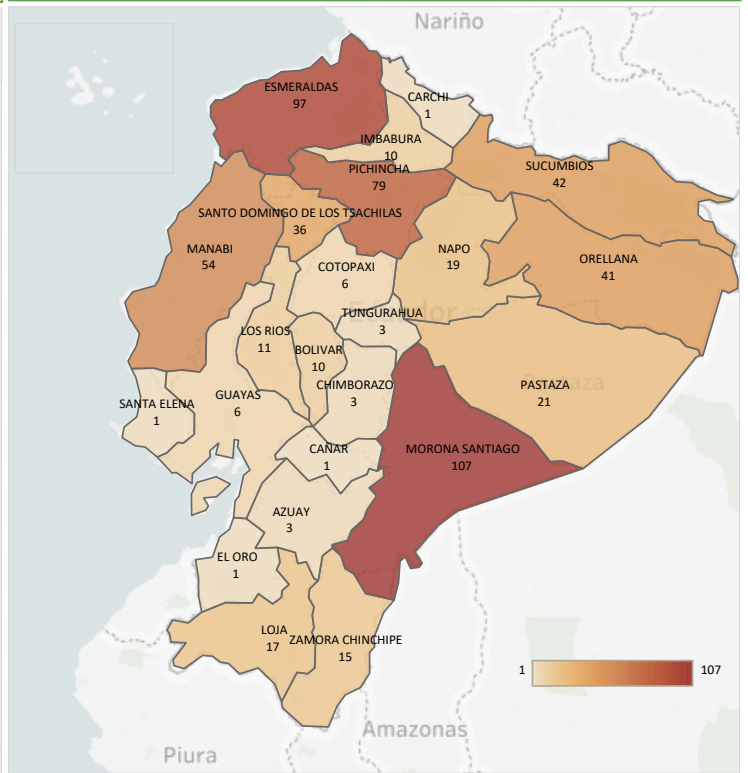 Nariño
ESMERALDAS
97
CARCHI
1
IMBABURA
10
PICHINCHA
79
SUCUMBIOS
42
SANTO DOMINGO DE LOS TSACHILAS
36
MANABI
54
NAPO
19
ORELLANA
41
COTOPAXI
6
Ecuador
TUNGURAHUA
3
LOS RIOS
11
BOLIVAR
10
CHIMBORAZO
3
PASTAZA
21
Pastaza
GUAYAS
6
SANTA ELENA
1
CAÑAR
1
MORONA SANTIAGO
107
AZUAY
3
EL ORO
1
LOJA
17
ZAMORA CHINCHIPE
15
1
107
Amazonas
Piura